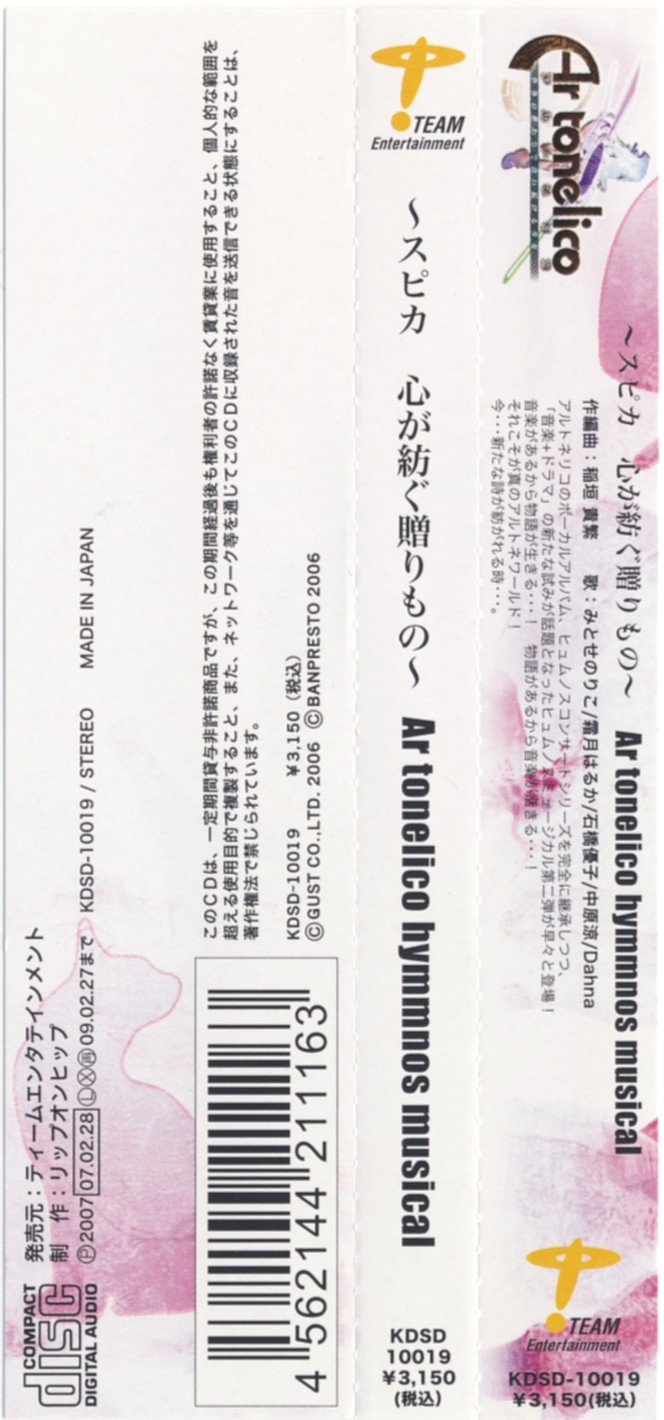 Ar tonelico
～スピカ 心が紡ぐ贈りもの～ Ar tonelico hymmnos musical
作編曲：稲垣 貴繁 歌：みとせのりこ/霜月はるか/石橋優子/中原涼/Dahna
アルトネリコのボーカルアルバム、ヒュムノスコンサートシリーズを完全に継承しつつ、
「音楽+ドラマ」の新たな試みが話題となったヒュムノスミュージカル第二弾が早々と登場！
音楽があるから物語が生きる・・・！ 物語があるから音楽が活きる・・・！
それこそが真のアルトネワールド！
今・・・新たな詩が紡がれる時・・・。
TEAM
Entertainment
KDSD-10019
¥3,150(税込)
TEAM
Entertainment
～スピカ 心が紡ぐ贈りもの～ Ar tonelico hymmnos musical
KDSD
10019
¥3,150
(税込)
このCDは、一定期間貸与非許諾商品ですが、この期間経過後も権利者の許諾なく賃貸業に使用すること、個人的な範囲を
超える使用目的で複製すること、また、ネットワーク等を通じてこのCDに収録された音を送信できる状態にすることは、
著作権法で禁じられています。
KDSD-10019 ¥3,150 (税込)
ⒸGUST CO.,LTD. 2006 ⒸBANPRESTO 2006
4 562144 211163
COMPACT
disc
DIGITAL AUDIO
発売元：ティームエンタテインメント
制 作：リップオンヒップ
Ⓟ2007 07.02.28 ⓁⓍ㊢09.02.27まで KDSD-10019 / STEREO MADE IN JAPAN